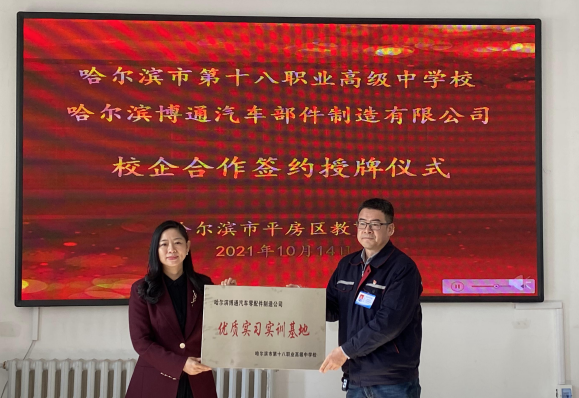 哈尔滨市第十八职业高级中学校
哈尔滨博通汽车部件制造有限公司
校企合作签约授牌仪式
哈尔滨市平房区教
2021年10月14日
哈尔滨博通汽车零配件制造公司
优质实习实训基地
哈尔滨市第十八职业高级中学校